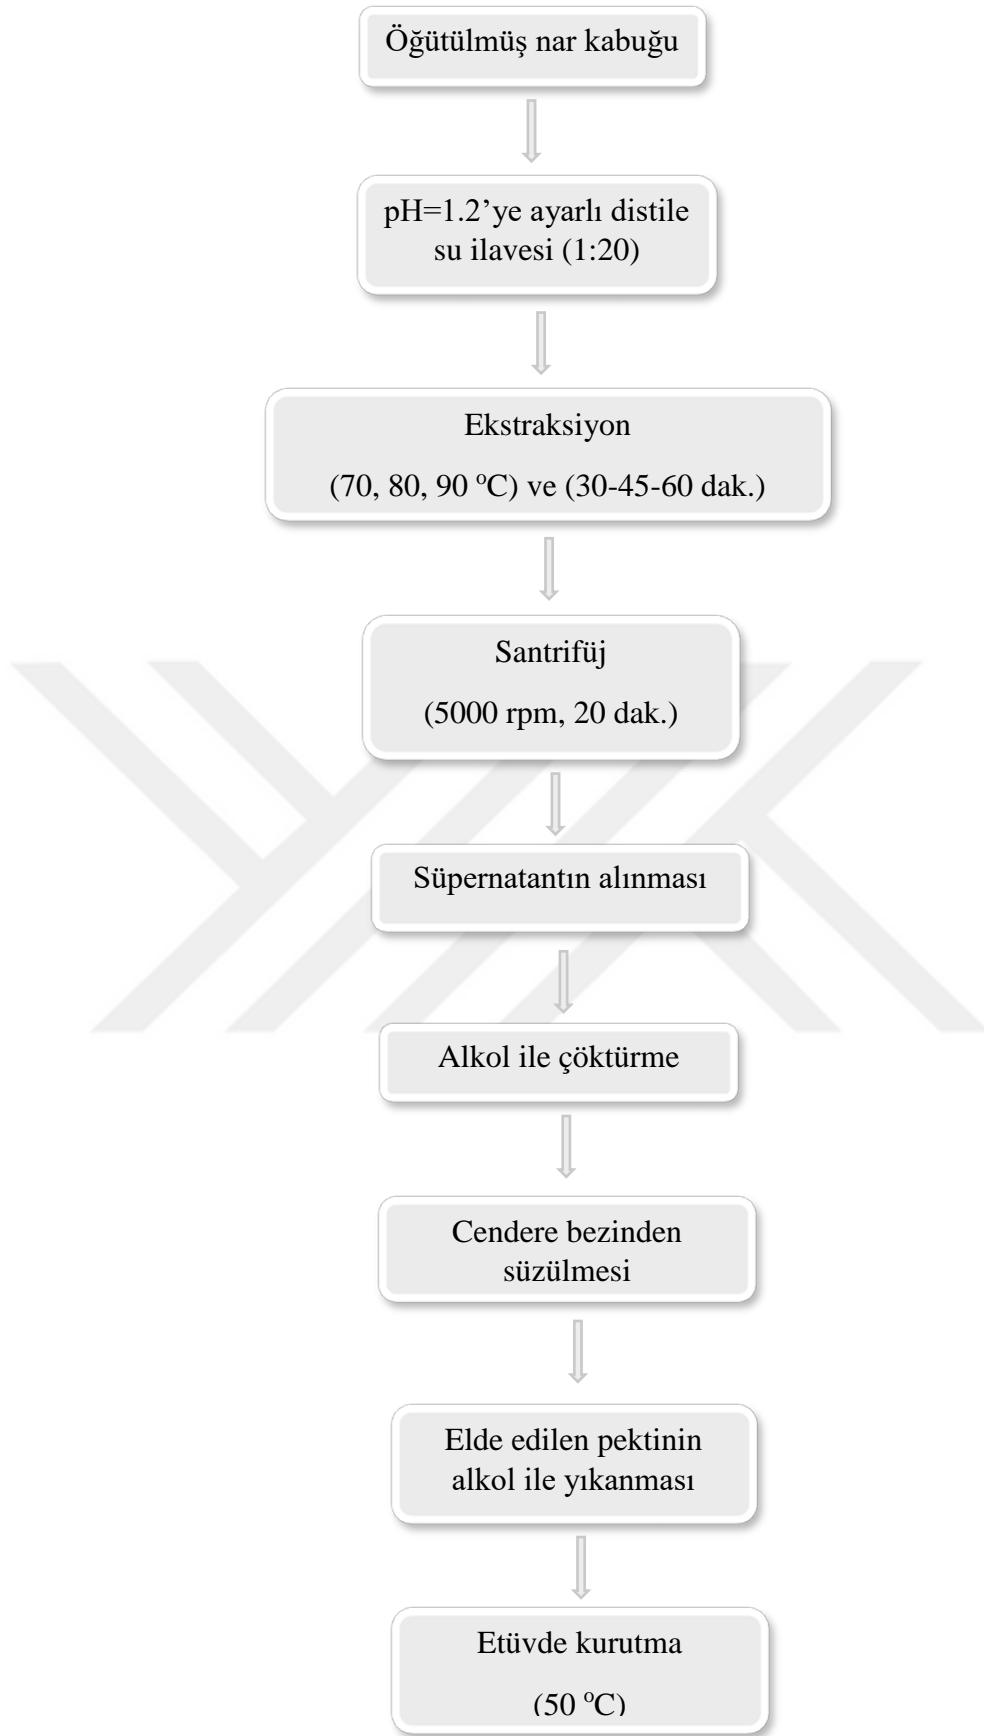 Öğütülmüş nar kabuğu
pH=1.2’ye ayarlı distile
su ilavesi (1:20)
Ekstraksiyon
(70, 80, 90 ºC) ve (30-45-60 dak.)
Santrifüj
(5000 rpm, 20 dak.)
Süpernatantın alınması
Alkol ile çöktürme
Cendere bezinden
süzülmesi
Elde edilen pektinin
alkol ile yıkanması
Etüvde kurutma
(50 ºC)